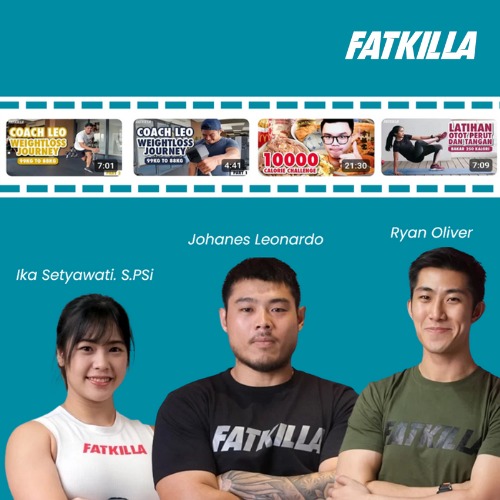 FATKILLA
COACH LEO
WEIGHTLOSS
JOURNEY
99KG TO 88KG
7:01
COACH LEO
WEIGHTLOSS
JOURNEY
99KG TO 88KG
4:41
10000
CALORIE CHALLENGE
21:30
LATIHAN
OTOT PERUT
DAN TANGAN
BAKAR 200 KALORI
7:09
Ika Setyawati. S.PSi
Johanes Leonardo
Ryan Oliver
FATKILLA
FATKILLA
FATKILLA